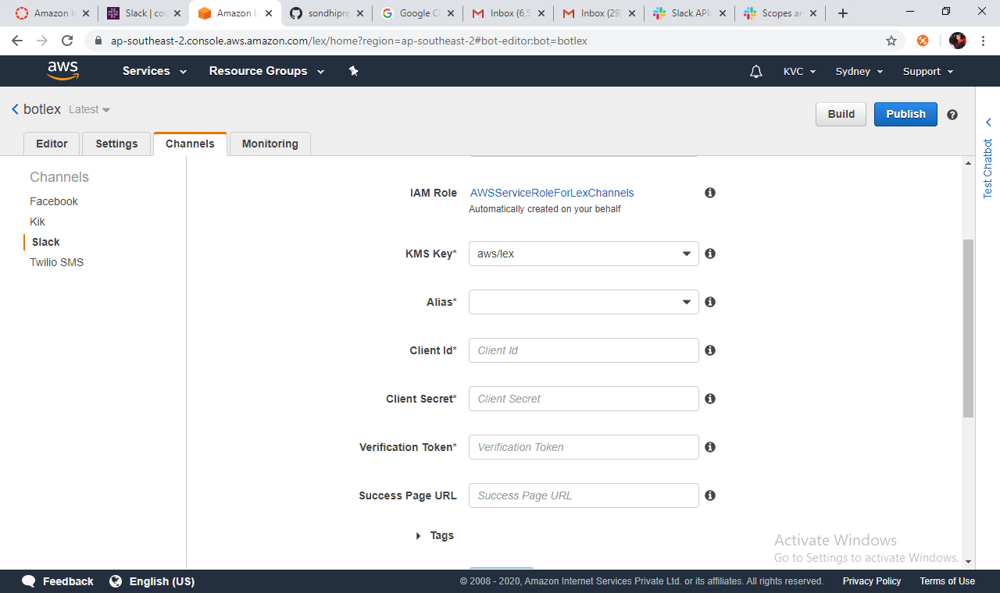 Amazon le
Slack | cou
Amazon L
sondhipre
Google C
Inbox (6,5
Inbox (29
Slack API:
Scopes an
ap-southeast-2.console.aws.amazon.com/lex/home?region=ap-southeast-2#bot-editor:bot=botlex
aws Services Resource Groups KVC Sydney Support
botlex Latest
Build Publish
Editor Settings Channels Monitoring
Test Chatbot
Channels
Facebook
Kik
Slack
Twilio SMS
IAM Role AWSServiceRoleForLexChannels
Automatically created on your behalf
KMS Key* aws/lex
Alias*
Client Id* Client Id
Client Secret* Client Secret
Verification Token* Verification Token
Success Page URL Success Page URL
Tags
Activate Windows
Go to Settings to activate Windows.
Feedback English (US) © 2008 - 2020, Amazon Internet Services Private Ltd. or its affiliates. All rights reserved. Privacy Policy Terms of Use